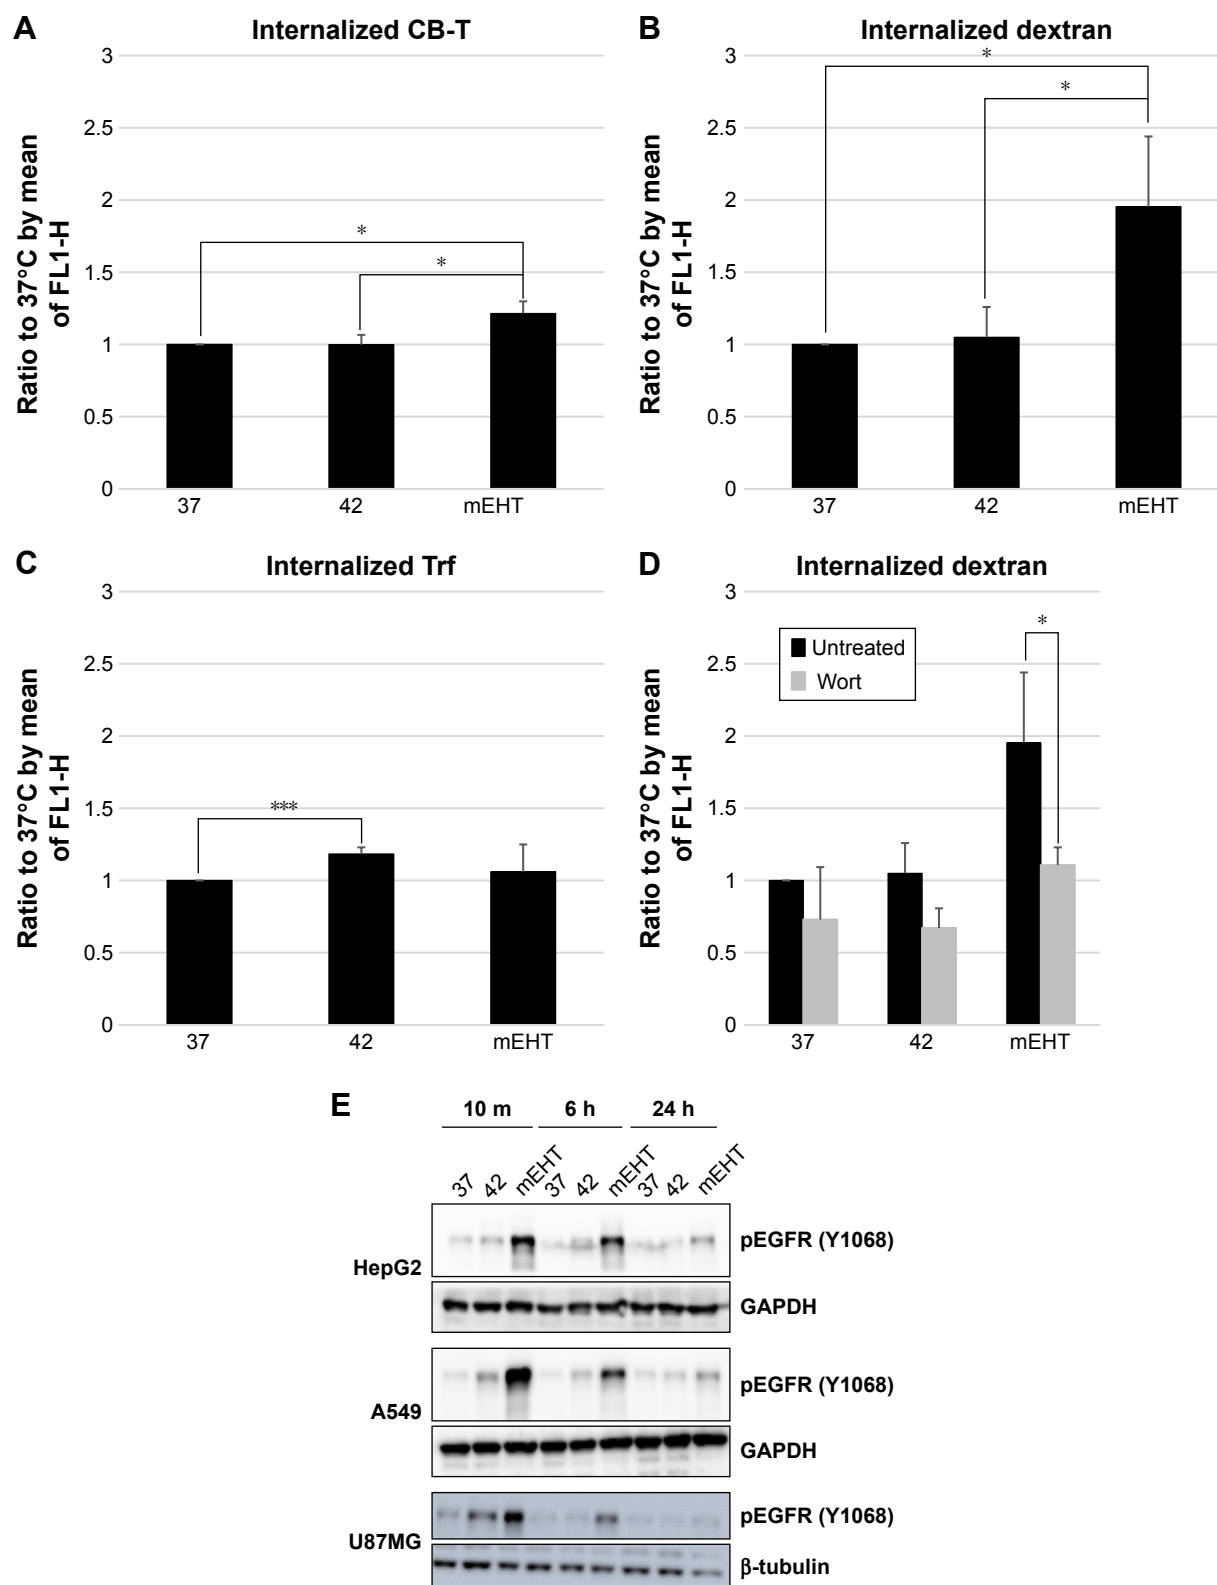 A
Internalized CB-T
Ratio to 37°C by mean
of FL1-H
3
2.5
2
1.5
1
0.5
0
*
*
37
42
mEHT
B
Internalized dextran
Ratio to 37°C by mean
of FL1-H
3
2.5
2
1.5
1
0.5
0
*
*
37
42
mEHT
C
Internalized Trf
Ratio to 37°C by mean
of FL1-H
3
2.5
2
1.5
1
0.5
0
***
37
42
mEHT
D
Internalized dextran
Ratio to 37°C by mean
of FL1-H
3
2.5
2
1.5
1
0.5
0
Untreated
Wort
*
37
42
mEHT
E
10 m 6 h 24 h
37 42 mEHT 37 42 mEHT 37 42 mEHT
HepG2
pEGFR (Y1068)
GAPDH
A549
pEGFR (Y1068)
GAPDH
U87MG
pEGFR (Y1068)
β-tubulin